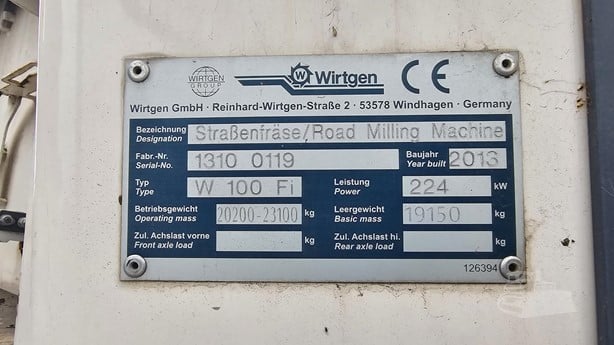 WIRTGEN GROUP
W Wirtgen
CE
Wirtgen GmbH · Reinhard-Wirtgen-Straße 2 · 53578 Windhagen · Germany
Bezeichnung
Designation
Straßenfräse/Road Milling Machine
Fabr.-Nr.
Serial-No.
1310 0119
Baujahr
Year built
2013
Typ
Type
W 100 Fi
Leistung
Power
224
kW
Betriebsgewicht
Operating mass
20200-23100
kg
Leergewicht
Basic mass
19150
kg
Zul. Achslast vorne
Front axle load
kg
Zul. Achslast hi.
Rear axle load
kg
126394